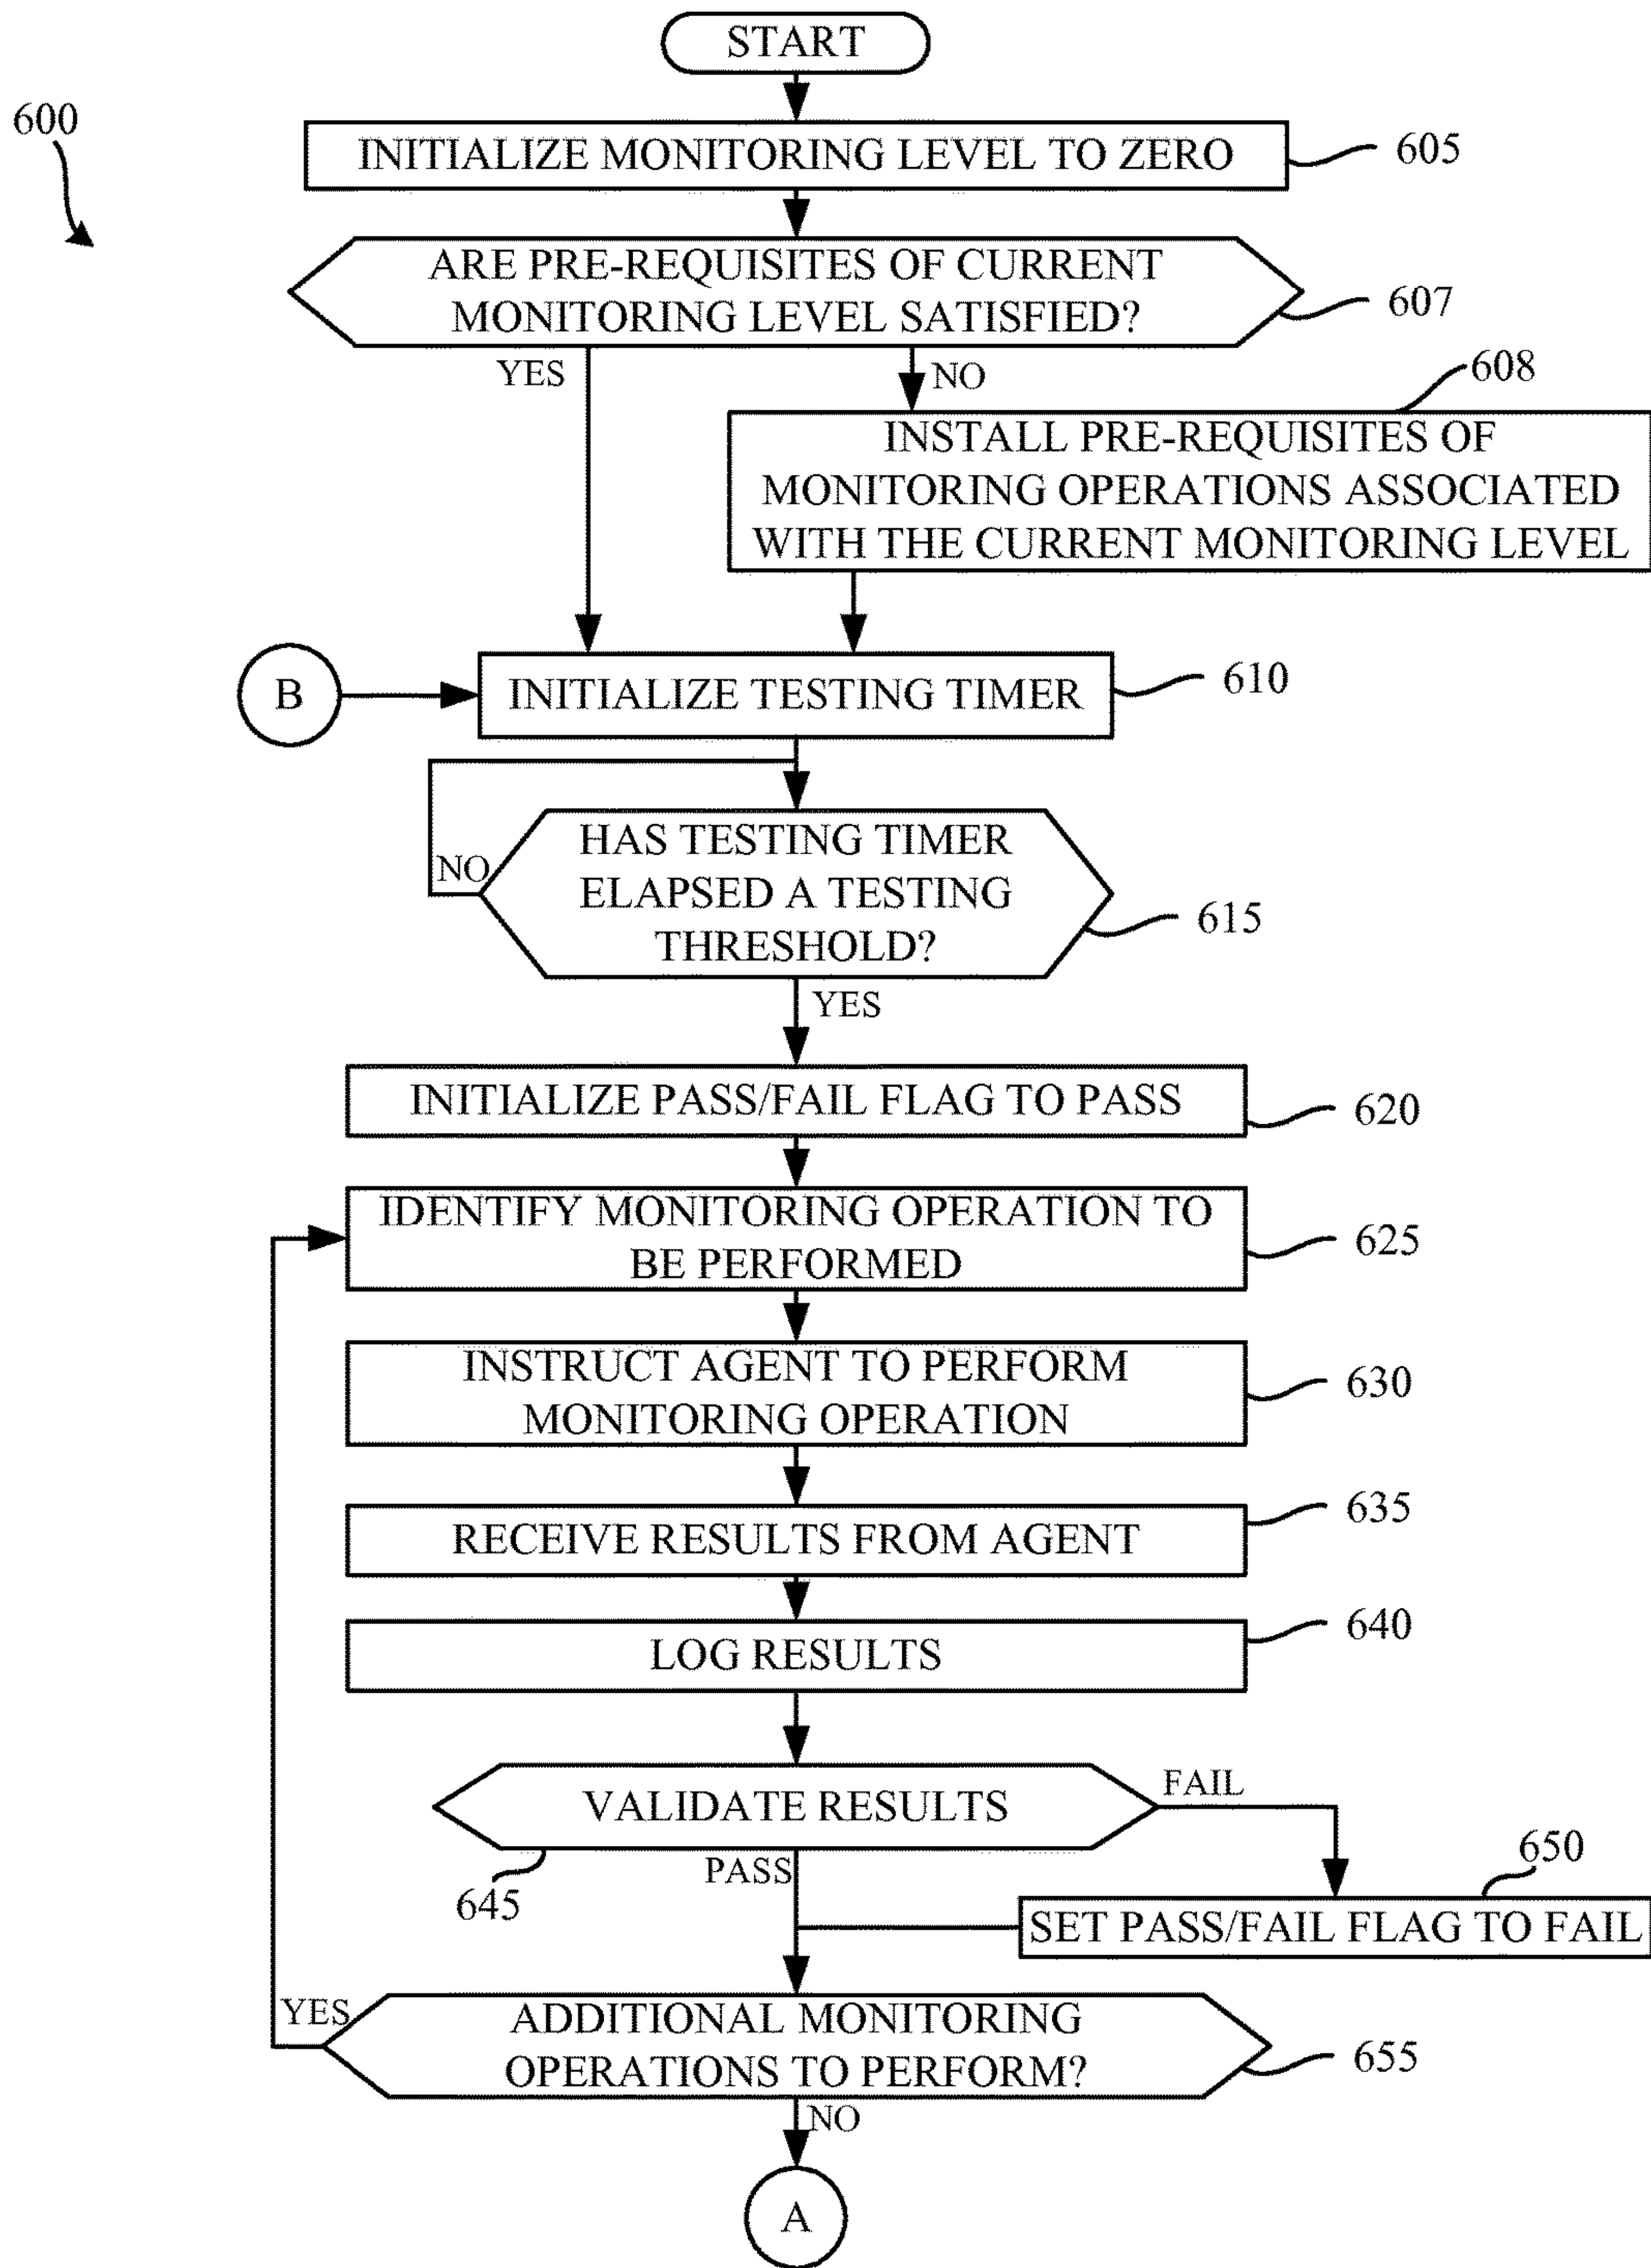 START
600
INITIALIZE MONITORING LEVEL TO ZERO
605
ARE PRE-REQUISITES OF CURRENT
MONITORING LEVEL SATISFIED?
607
YES
NO
608
INSTALL PRE-REQUISITES OF
MONITORING OPERATIONS ASSOCIATED
WITH THE CURRENT MONITORING LEVEL
B
INITIALIZE TESTING TIMER
610
HAS TESTING TIMER
ELAPSED A TESTING
THRESHOLD?
NO
615
YES
INITIALIZE PASS/FAIL FLAG TO PASS
620
IDENTIFY MONITORING OPERATION TO
BE PERFORMED
625
INSTRUCT AGENT TO PERFORM
MONITORING OPERATION
630
RECEIVE RESULTS FROM AGENT
635
LOG RESULTS
640
VALIDATE RESULTS
FAIL
645
PASS
650
SET PASS/FAIL FLAG TO FAIL
YES
ADDITIONAL MONITORING
OPERATIONS TO PERFORM?
655
NO
A